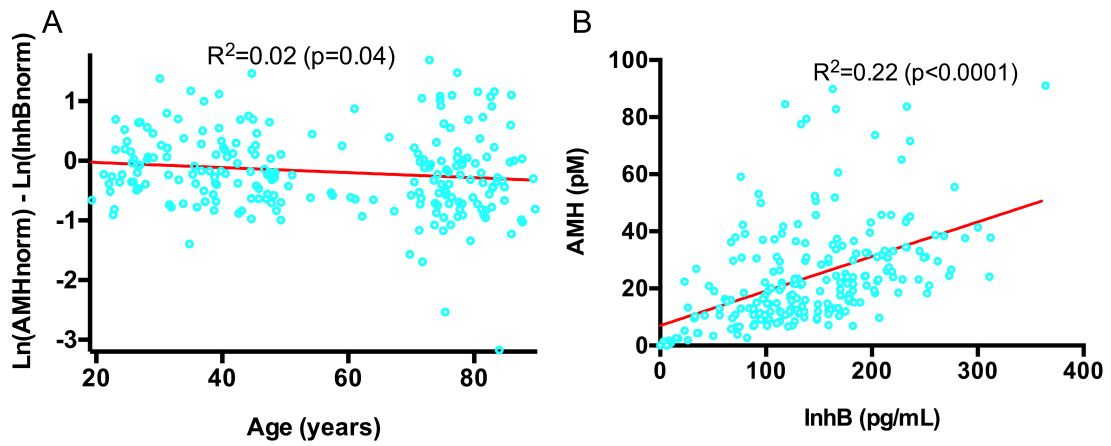 A
R²=0.02 (p=0.04)
Ln(AMHnorm) - Ln(InhBnorm)
1
0
-1
-2
-3
20 40 60 80
Age (years)
B
R²=0.22 (p<0.0001)
AMH (pM)
100
80
60
40
20
0
0 100 200 300 400
InhB (pg/mL)